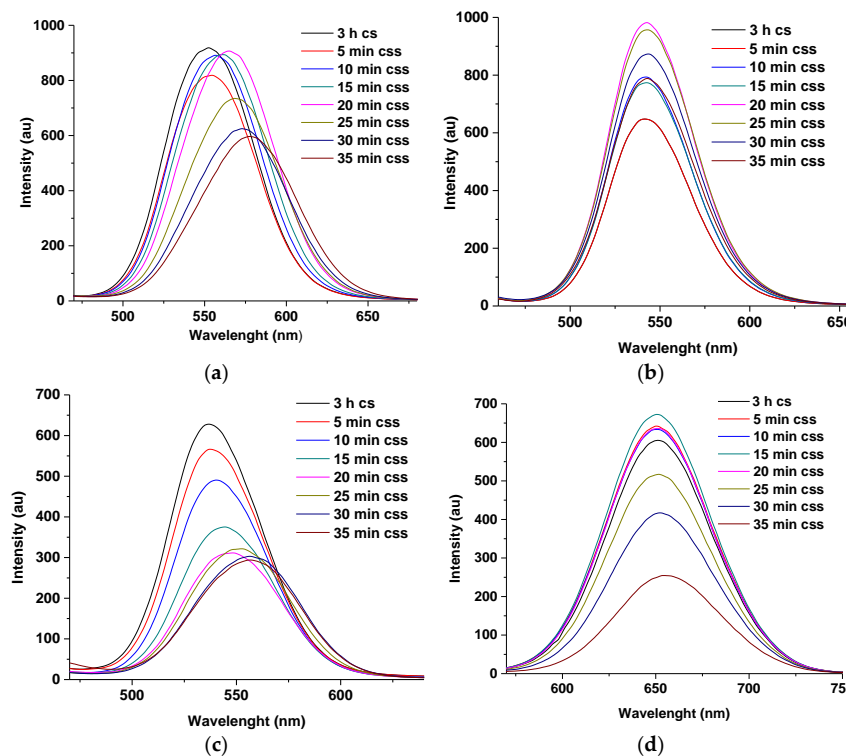 1000
800
600
400
200
0
Intensity (au)
3 h cs
5 min css
10 min css
15 min css
20 min css
25 min css
30 min css
35 min css
500 550 600 650
Wavelenght (nm)
(a)
1000
800
600
400
200
0
Intensity (au)
3 h cs
5 min css
10 min css
15 min css
20 min css
25 min css
30 min css
35 min css
500 550 600 650
Wavelenght (nm)
(b)
700
600
500
400
300
200
100
0
Intensity (au)
3 h cs
5 min css
10 min css
15 min css
20 min css
25 min css
30 min css
35 min css
500 550 600
Wavelenght (nm)
(c)
700
600
500
400
300
200
100
0
Intensity (au)
3 h cs
5 min css
10 min css
15 min css
20 min css
25 min css
30 min css
35 min css
600 650 700 75
Wavelenght (nm)
(d)